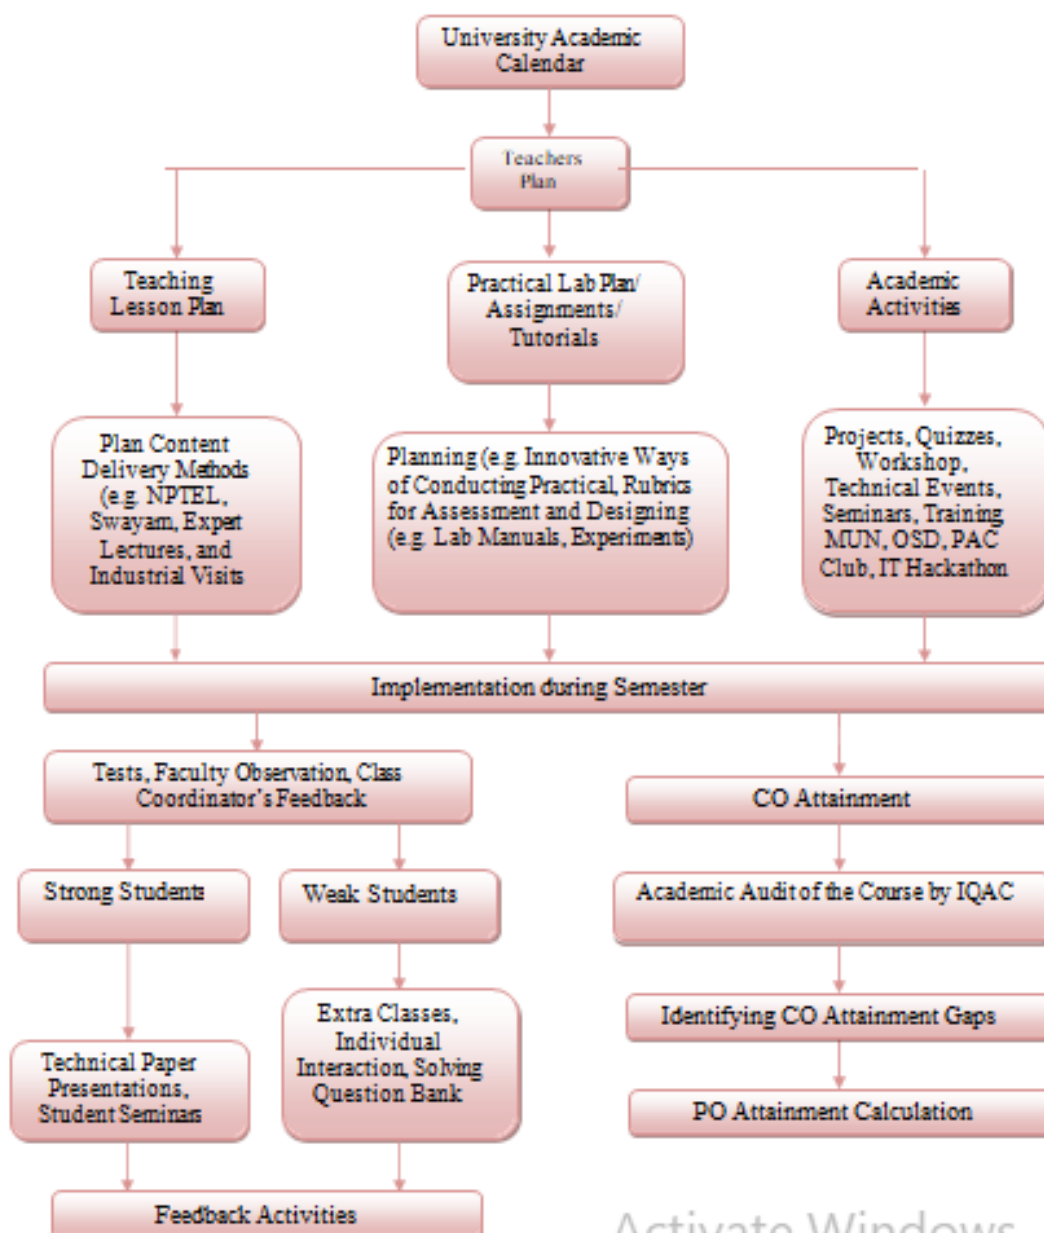 University Academic
Calendar
Teachers
Plan
Teaching
Lesson Plan
Practical Lab Plan/
Assignments/
Tutorials
Academic
Activities
Plan Content
Delivery Methods
(e.g. NPTEL,
Swayam, Expert
Lectures, and
Industrial Visits
Planning (e.g. Innovative Ways
of Conducting Practical, Rubrics
for Assessment and Designing
(e.g. Lab Manuals, Experiments)
Projects, Quizzes,
Workshop,
Technical Events,
Seminars, Training
MUN, OSD, PAC
Club, IT Hackathon
Implementation during Semester
Tests, Faculty Observation, Class
Coordinator's Feedback
CO Attainment
Strong Students
Weak Students
Academic Audit of the Course by IQAC
Extra Classes,
Individual
Interaction, Solving
Question Bank
Identifying CO Attainment Gaps
Technical Paper
Presentations,
Student Seminars
PO Attainment Calculation
Feedback Activities
Activate Windows